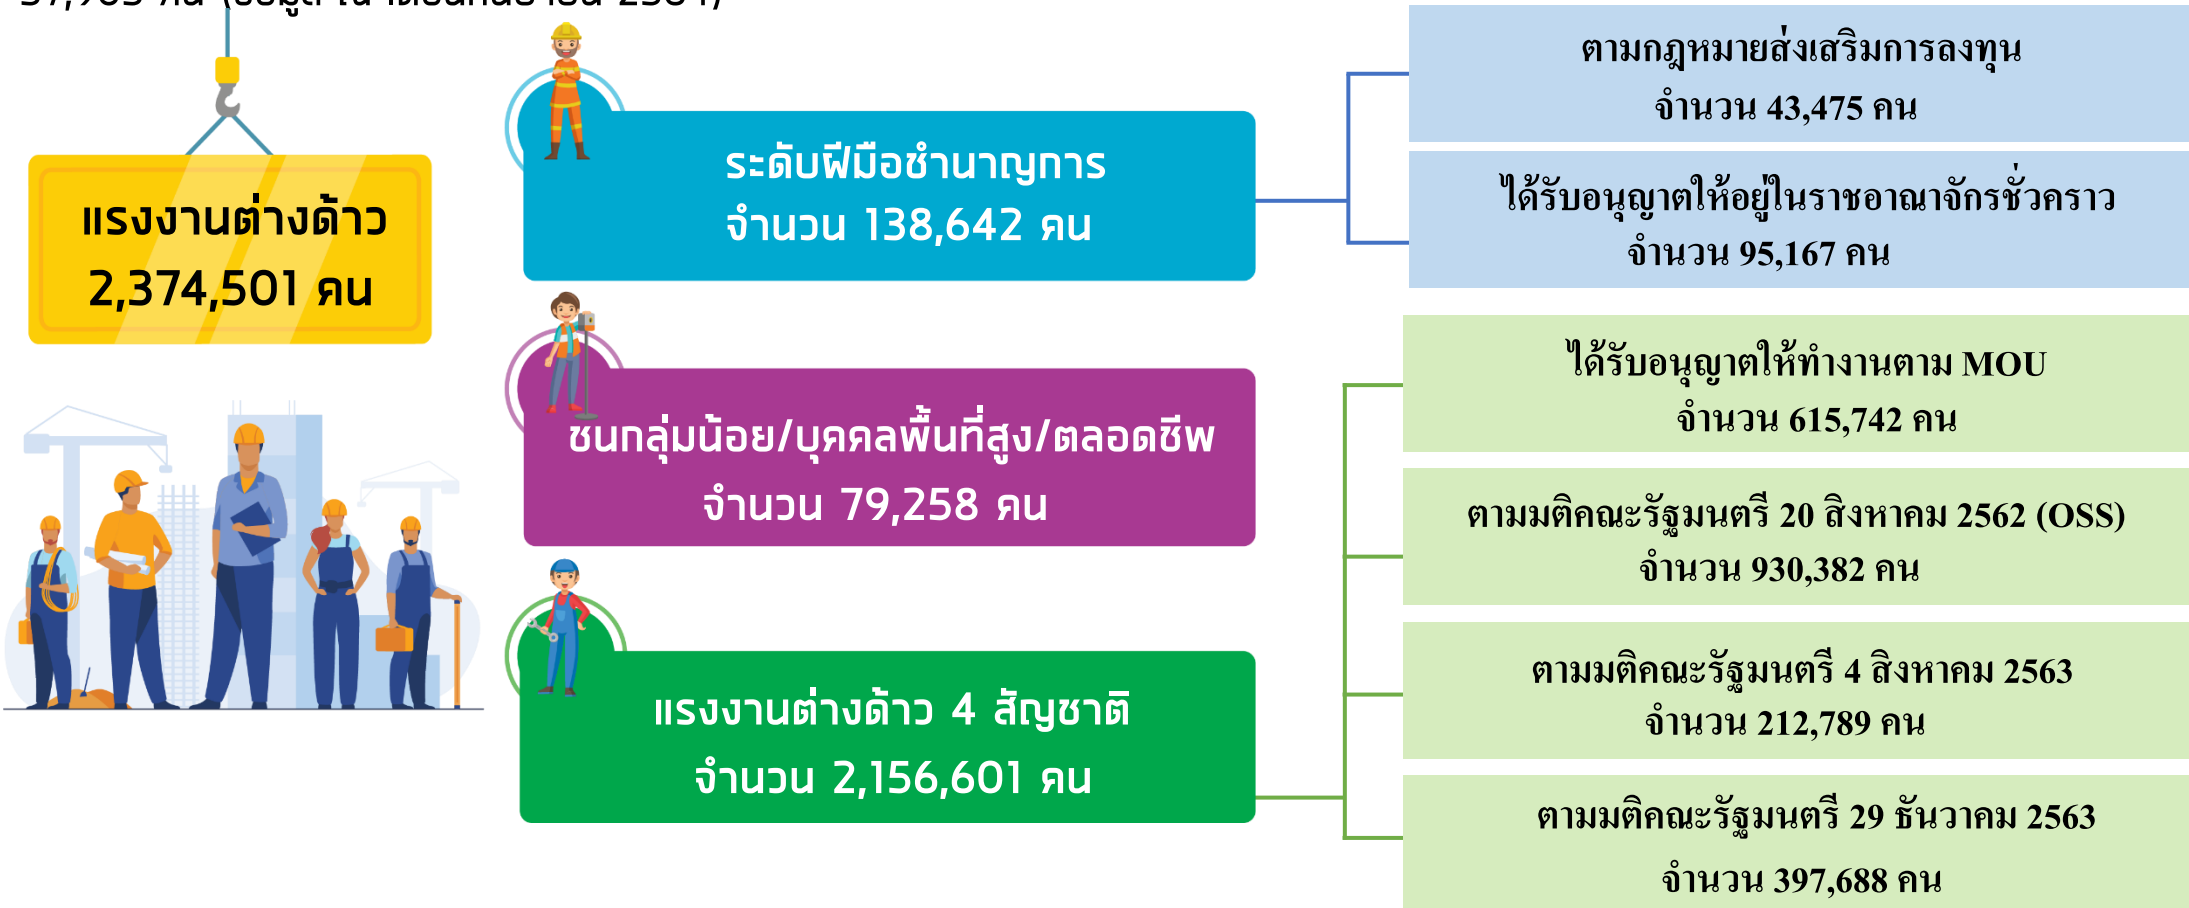 แรงงานต่างด้าว
2,374,501 คน
ระดับฝีมือชำนาญการ
จำนวน 138,642 คน
ตามกฎหมายส่งเสริมการลงทุน
จำนวน 43,475 คน
ได้รับอนุญาตให้อยู่ในราชอาณาจักรชั่วคราว
จำนวน 95,167 คน
ชนกลุ่มน้อย/บุคคลพื้นที่สูง/ตลอดชีพ
จำนวน 79,258 คน
แรงงานต่างด้าว 4 สัญชาติ
จำนวน 2,156,601 คน
ได้รับอนุญาตให้ทำงานตาม MOU
จำนวน 615,742 คน
ตามมติคณะรัฐมนตรี 20 สิงหาคม 2562 (OSS)
จำนวน 930,382 คน
ตามมติคณะรัฐมนตรี 4 สิงหาคม 2563
จำนวน 212,789 คน
ตามมติคณะรัฐมนตรี 29 ธันวาคม 2563
จำนวน 397,688 คน